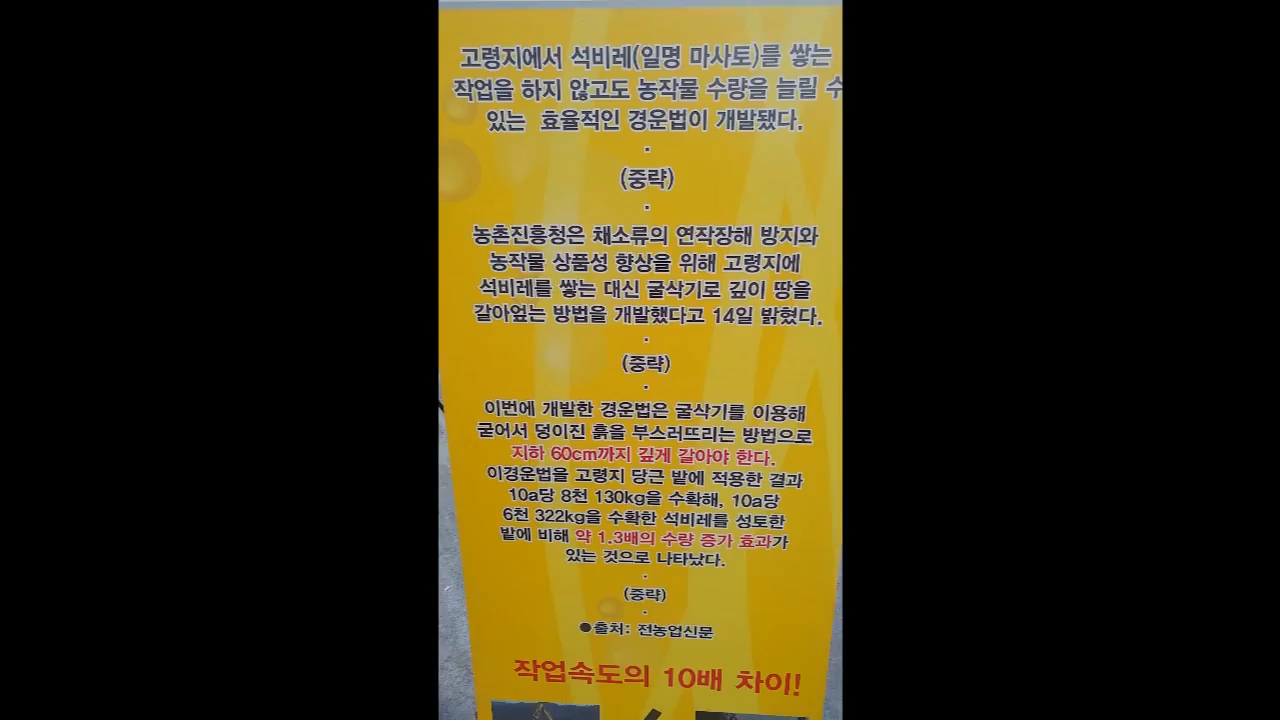 고령지에서 석비레(일명 마사토)를 쌓는
작업을 하지 않고도 농작물 수량을 늘릴 수
있는 효율적인 경운법이 개발됐다.
.
(중략)
.
농촌진흥청은 채소류의 연작장해 방지와
농작물 상품성 향상을 위해 고령지에
석비레를 쌓는 대신 굴삭기로 깊이 땅을
갈아엎는 방법을 개발했다고 14일 밝혔다.
.
(중략)
.
이번에 개발한 경운법은 굴삭기를 이용해
굳어서 덩이진 흙을 부스러뜨리는 방법으로
지하 60cm까지 깊게 갈아야 한다.
이경운법을 고령지 당근 밭에 적용한 결과
10a당 8천 130kg을 수확해, 10a당
6천 322kg을 수확한 석비레를 성토한
밭에 비해 약 1.3배의 수량 증가 효과가
있는 것으로 나타났다.
.
(중략)
.
●출처: 전농업신문
작업속도의 10배 차이!